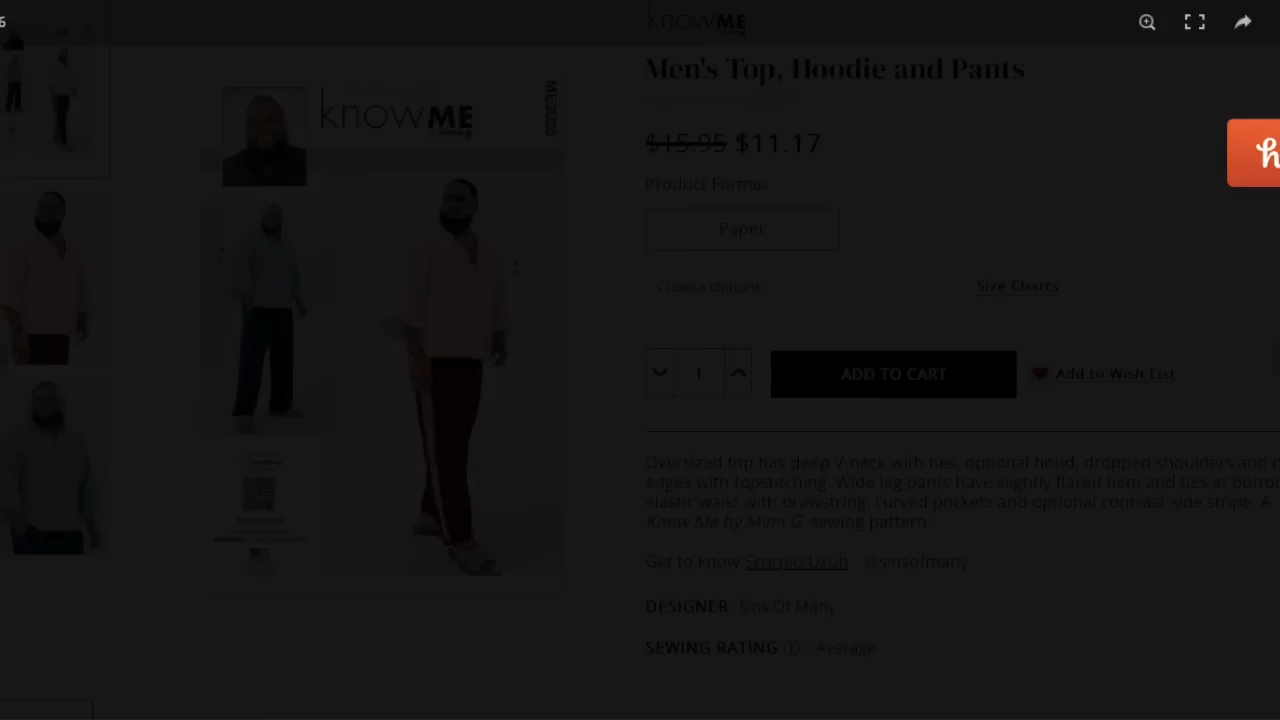 6
knowME
Men's Top, Hoodie and Pants
$15.95 $11.17
Product Format
Paper
Choose Options
Size Charts
1
ADD TO CART
Add to Wish List
Oversized top has deep V-neck with ties, optional hood, dropped shoulders and
edges with topstitching. Wide leg pants have slightly flared hem and ties at bottom
elastic waist with drawstring, curved pockets and optional contrast side stripe. A
Know Me by Mimi G. sewing pattern.
Get to know Scorpio Uzuh @sinsofmany
DESIGNER: Sins Of Many
SEWING RATING ⓘ : Average
knowME
ME2025
h